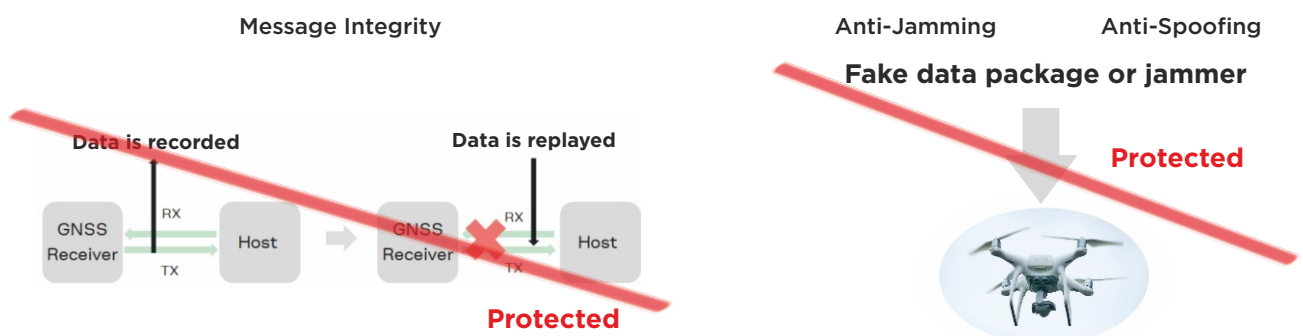 Message Integrity
Data is recorded
Data is replayed
GNSS
Receiver
RX
TX
Host
GNSS
Receiver
RX
TX
Host
Protected
Anti-Jamming
Anti-Spoofing
Fake data package or jammer
Protected